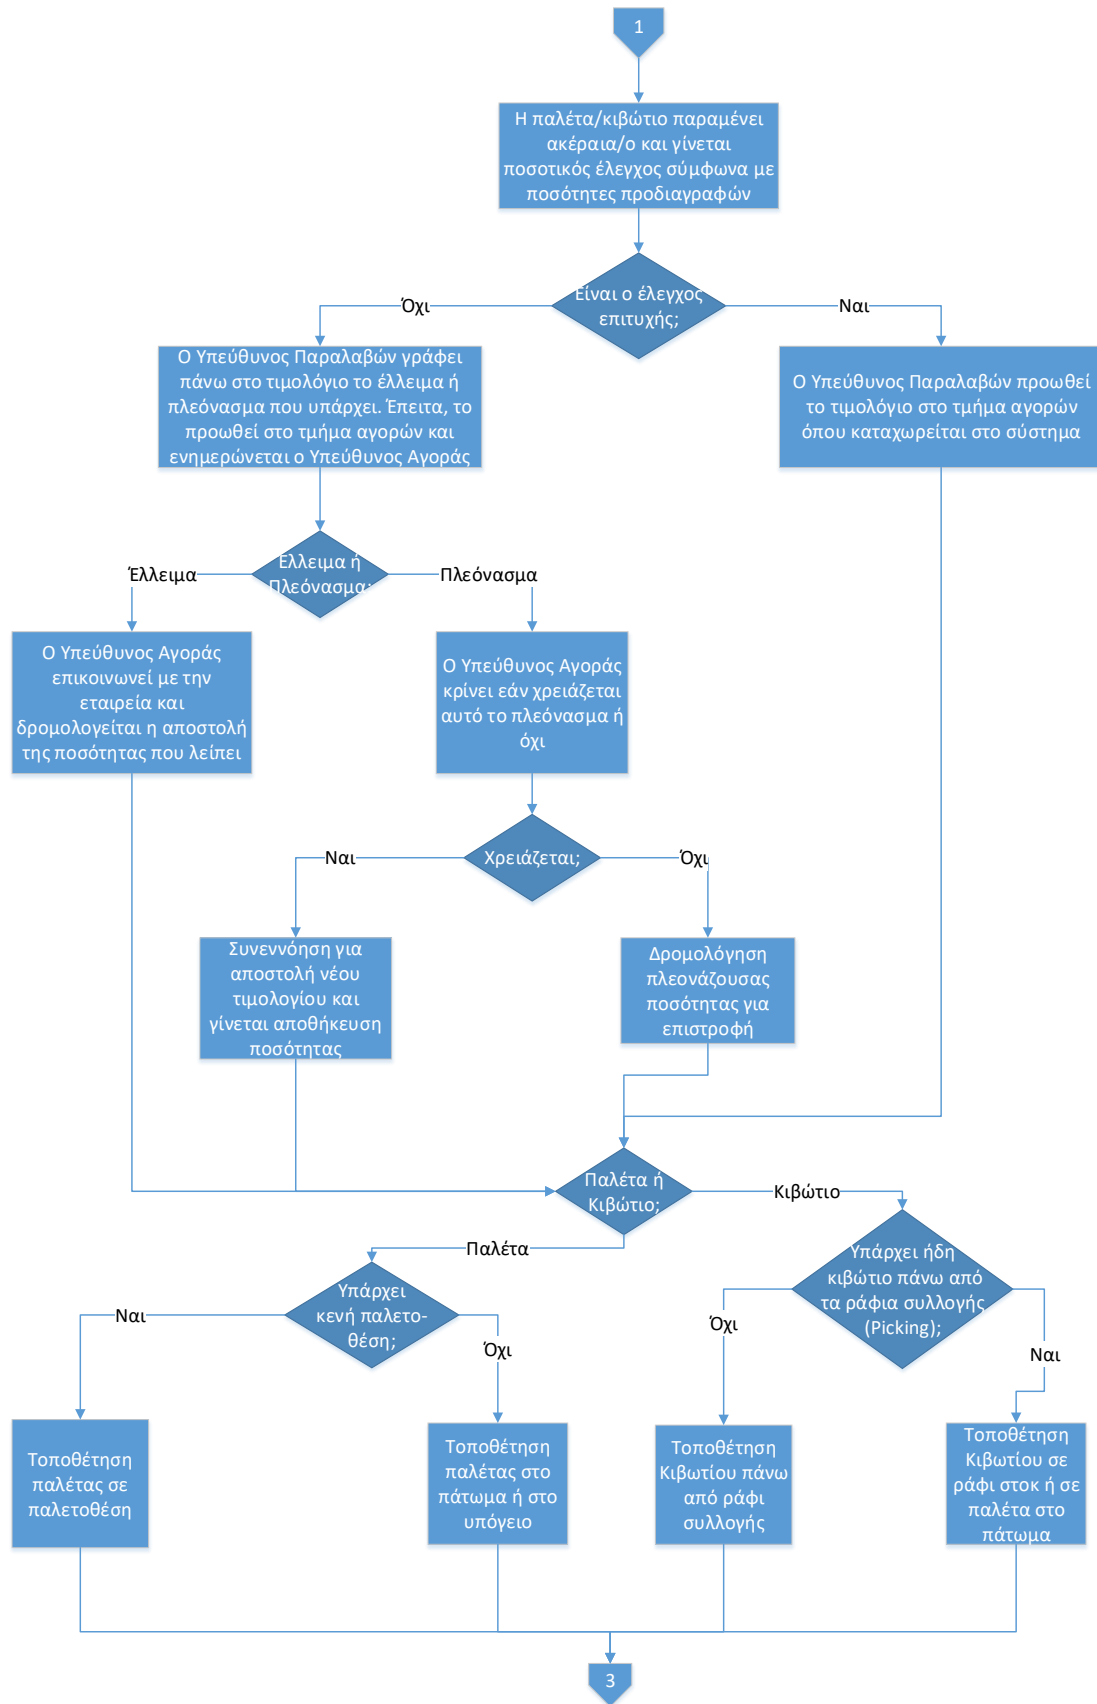 1
Η παλέτα/κιβώτιο παραμένει
ακέραια/ο και γίνεται
ποσοτικός έλεγχος σύμφωνα με
ποσότητες προδιαγραφών
Είναι ο έλεγχος
επιτυχής;
Όχι
Ναι
Ο Υπεύθυνος Παραλαβών γράφει
πάνω στο τιμολόγιο το έλλειμα ή
πλεόνασμα που υπάρχει. Έπειτα, το
προωθεί στο τμήμα αγορών και
ενημερώνεται ο Υπεύθυνος Αγοράς
Ο Υπεύθυνος Παραλαβών προωθεί
το τιμολόγιο στο τμήμα αγορών
όπου καταχωρείται στο σύστημα
Έλλειμα ή
Πλεόνασμα;
Έλλειμα
Πλεόνασμα
Ο Υπεύθυνος Αγοράς
επικοινωνεί με την
εταιρεία και
δρομολογείται η αποστολή
της ποσότητας που λείπει
Ο Υπεύθυνος Αγοράς
κρίνει εάν χρειάζεται
αυτό το πλεόνασμα ή
όχι
Χρειάζεται;
Ναι
Όχι
Συνεννόηση για
αποστολή νέου
τιμολογίου και
γίνεται αποθήκευση
ποσότητας
Δρομολόγηση
πλεονάζουσας
ποσότητας για
επιστροφή
Παλέτα ή
Κιβώτιο;
Παλέτα
Κιβώτιο
Υπάρχει
κενή παλετο-
θέση;
Υπάρχει ήδη
κιβώτιο πάνω από
τα ράφια συλλογής
(Picking);
Ναι
Όχι
Όχι
Ναι
Τοποθέτηση
παλέτας σε
παλετοθέση
Τοποθέτηση
παλέτας στο
πάτωμα ή στο
υπόγειο
Τοποθέτηση
Κιβωτίου πάνω
από ράφι
συλλογής
Τοποθέτηση
Κιβωτίου σε
ράφι στοκ ή σε
παλέτα στο
πάτωμα
3